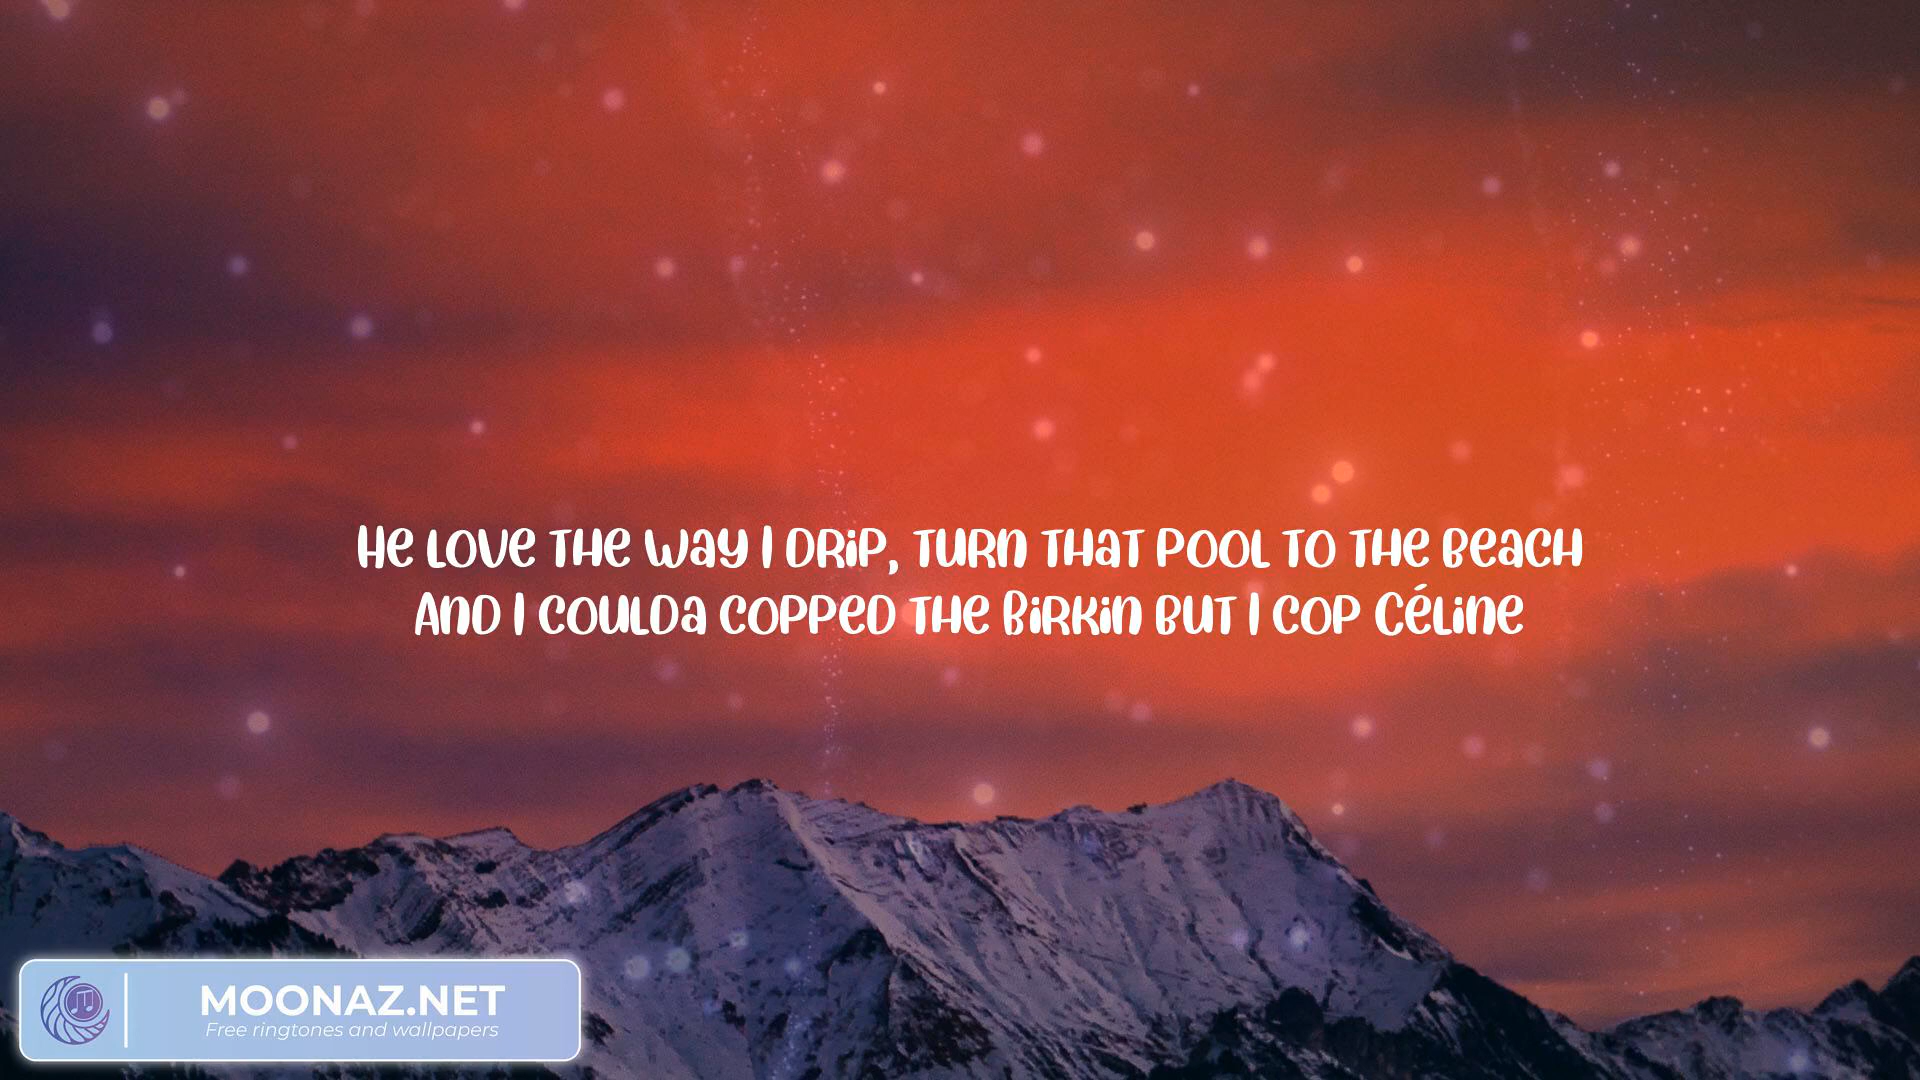 He love the way I drip, turn that pool to the beach
And I coulda copped the Birkin but I cop Céline
MOONAZ.NET
Free ringtones and wallpapers